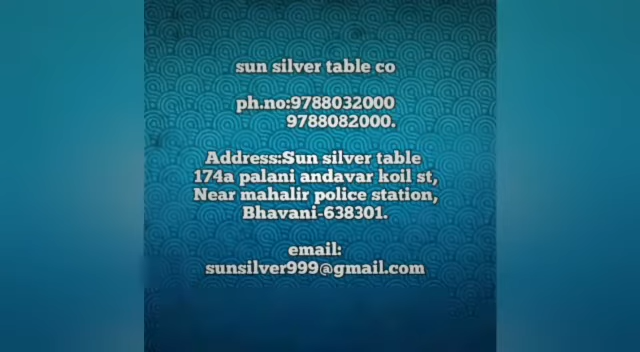 sun silver table co
ph.no:9788032000
9788082000.
Address:Sun silver table
174a palani andavar koil st,
Near mahalir police station,
Bhavani-638301.
email:
sunsilver999@gmail.com